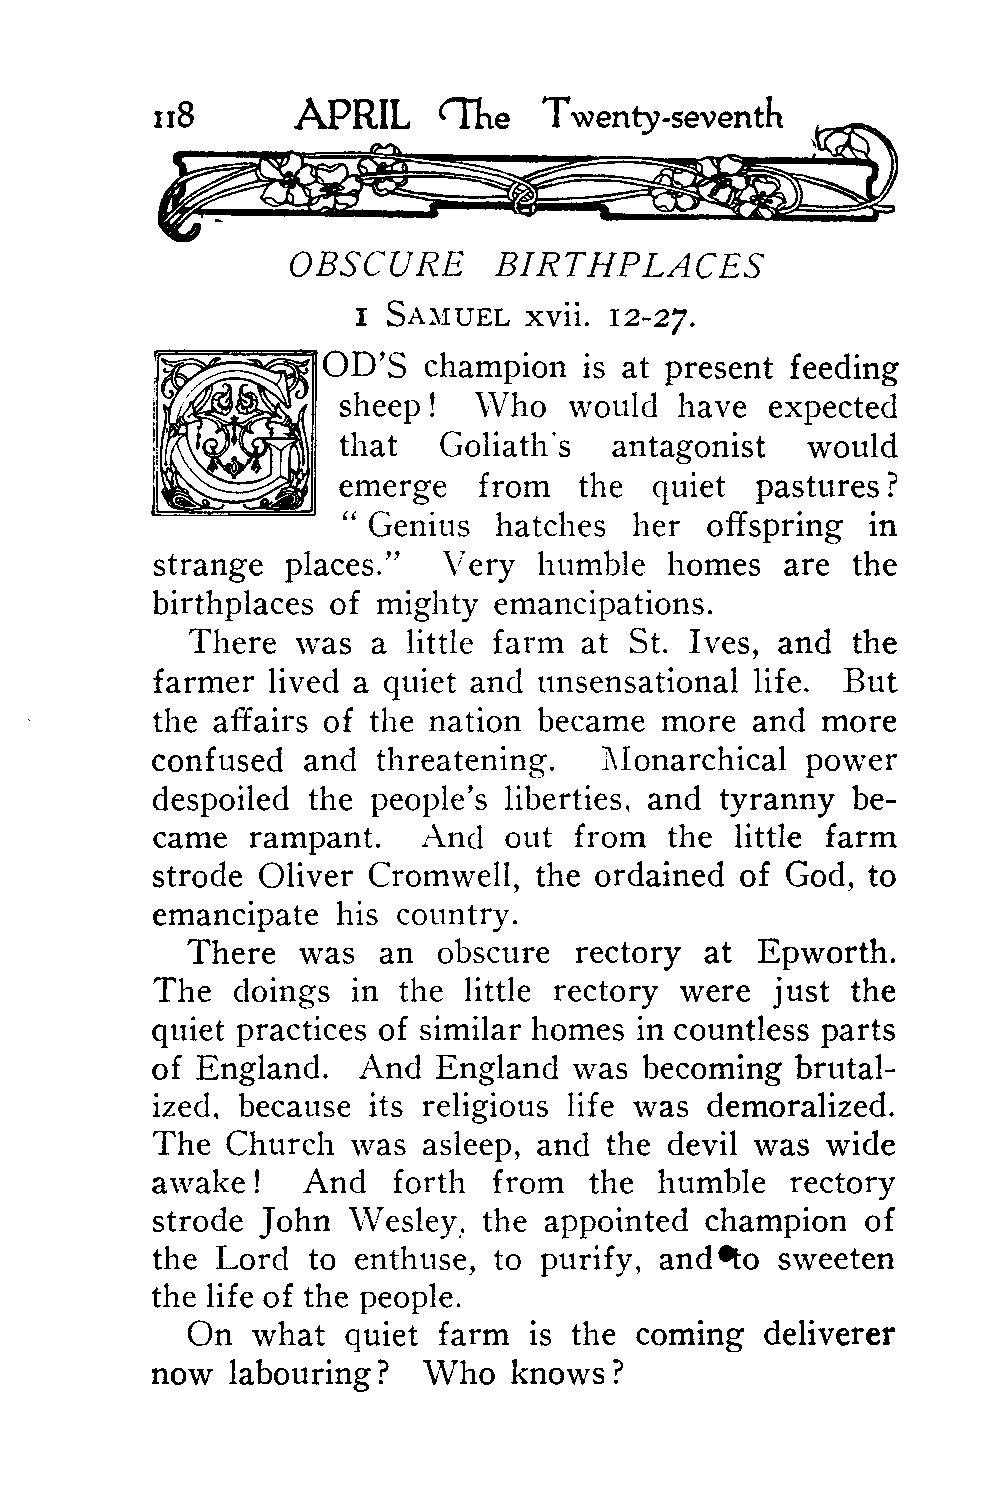 118 APRIL The Twenty-seventh
OBSCURE BIRTHPLACES
1 SAMUEL xvii. 12-27.
GOD'S champion is at present feeding
sheep! Who would have expected
that Goliath's antagonist would
emerge from the quiet pastures?
“Genius hatches her offspring in
strange places.” Very humble homes are the
birthplaces of mighty emancipations.
There was a little farm at St. Ives, and the
farmer lived a quiet and unsensational life. But
the affairs of the nation became more and more
confused and threatening. Monarchical power
despoiled the people's liberties, and tyranny be-
came rampant. And out from the little farm
strode Oliver Cromwell, the ordained of God, to
emancipate his country.
There was an obscure rectory at Epworth.
The doings in the little rectory were just the
quiet practices of similar homes in countless parts
of England. And England was becoming brutal-
ized, because its religious life was demoralized.
The Church was asleep, and the devil was wide
awake! And forth from the humble rectory
strode John Wesley, the appointed champion of
the Lord to enthuse, to purify, and to sweeten
the life of the people.
On what quiet farm is the coming deliverer
now labouring? Who knows?